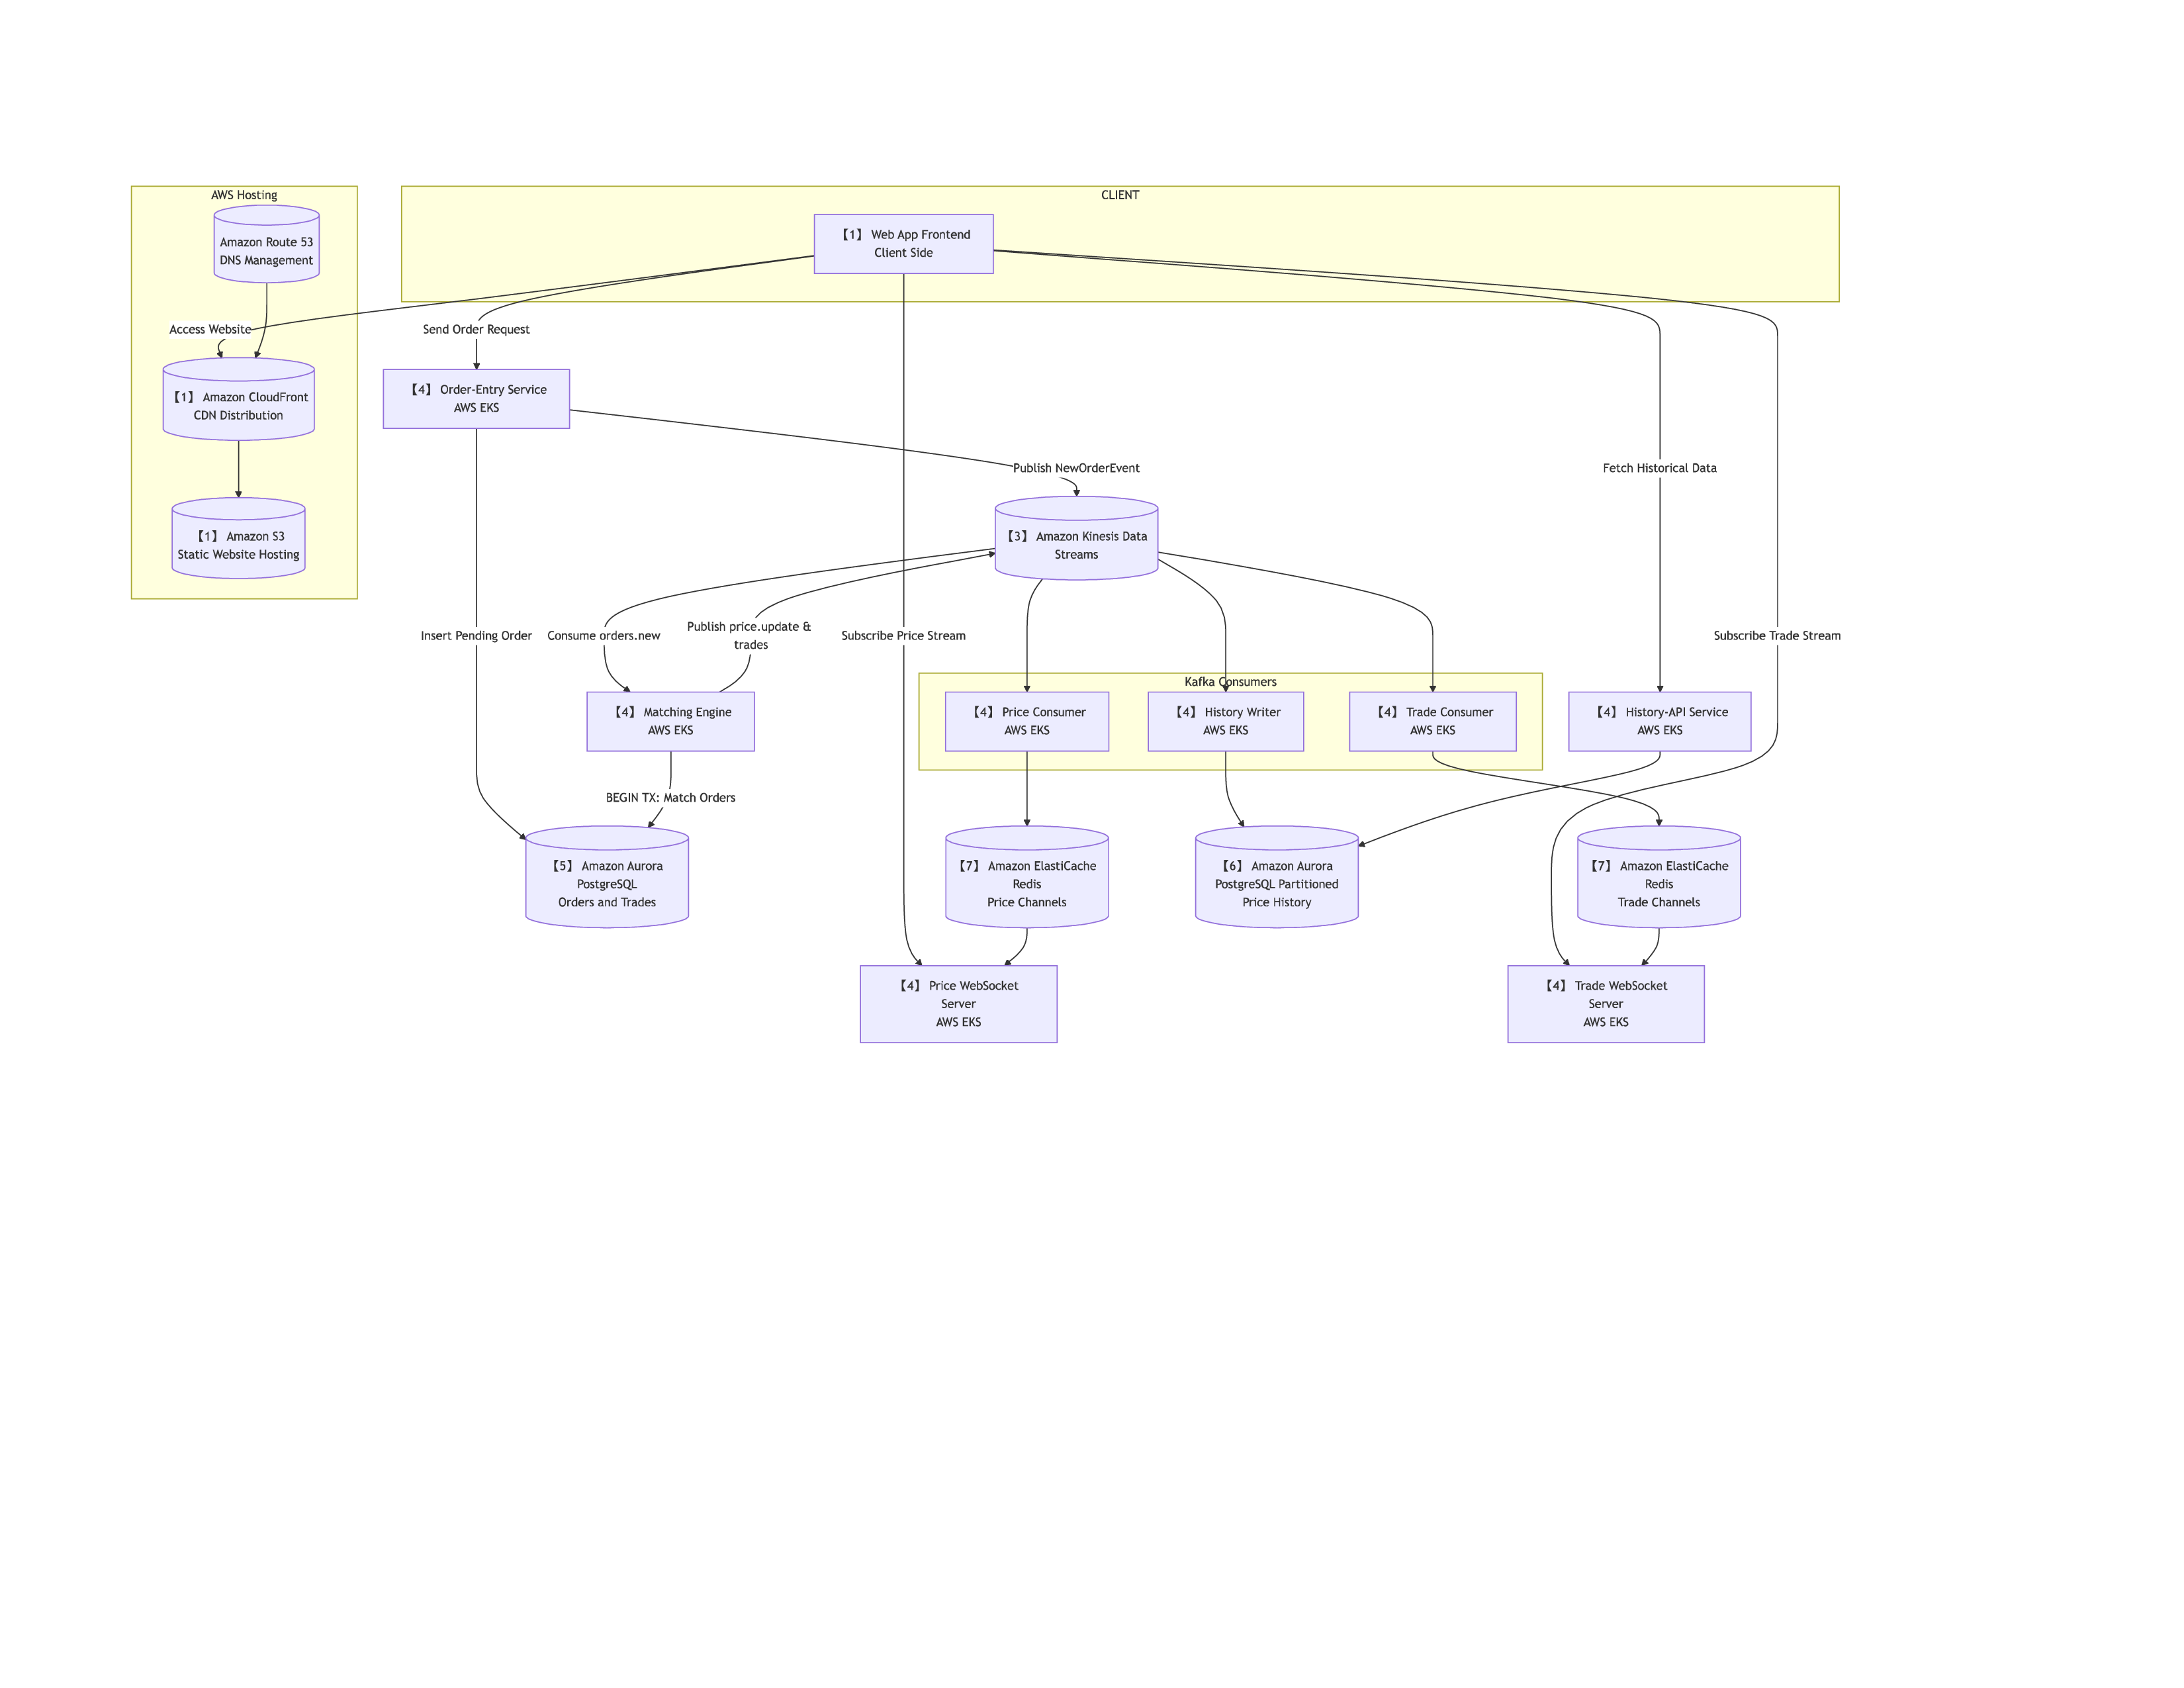 AWS Hosting
Amazon Route 53
DNS Management
Access Website
【1】 Amazon CloudFront
CDN Distribution
【1】 Amazon S3
Static Website Hosting
CLIENT
【1】 Web App Frontend
Client Side
Send Order Request
【4】 Order-Entry Service
AWS EKS
Publish NewOrderEvent
Fetch Historical Data
【3】 Amazon Kinesis Data
Streams
Insert Pending Order
Consume orders.new
Publish price.update &
trades
Subscribe Price Stream
Subscribe Trade Stream
【4】 Matching Engine
AWS EKS
Kafka Consumers
【4】 Price Consumer
AWS EKS
【4】 History Writer
AWS EKS
【4】 Trade Consumer
AWS EKS
【4】 History-API Service
AWS EKS
BEGIN TX: Match Orders
【5】 Amazon Aurora
PostgreSQL
Orders and Trades
【7】 Amazon ElastiCache
Redis
Price Channels
【6】 Amazon Aurora
PostgreSQL Partitioned
Price History
【7】 Amazon ElastiCache
Redis
Trade Channels
【4】 Price WebSocket
Server
AWS EKS
【4】 Trade WebSocket
Server
AWS EKS